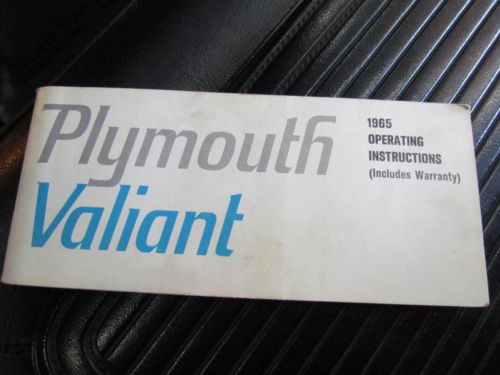 Plymouth
Valiant
1965
OPERATING
INSTRUCTIONS
(Includes Warranty)